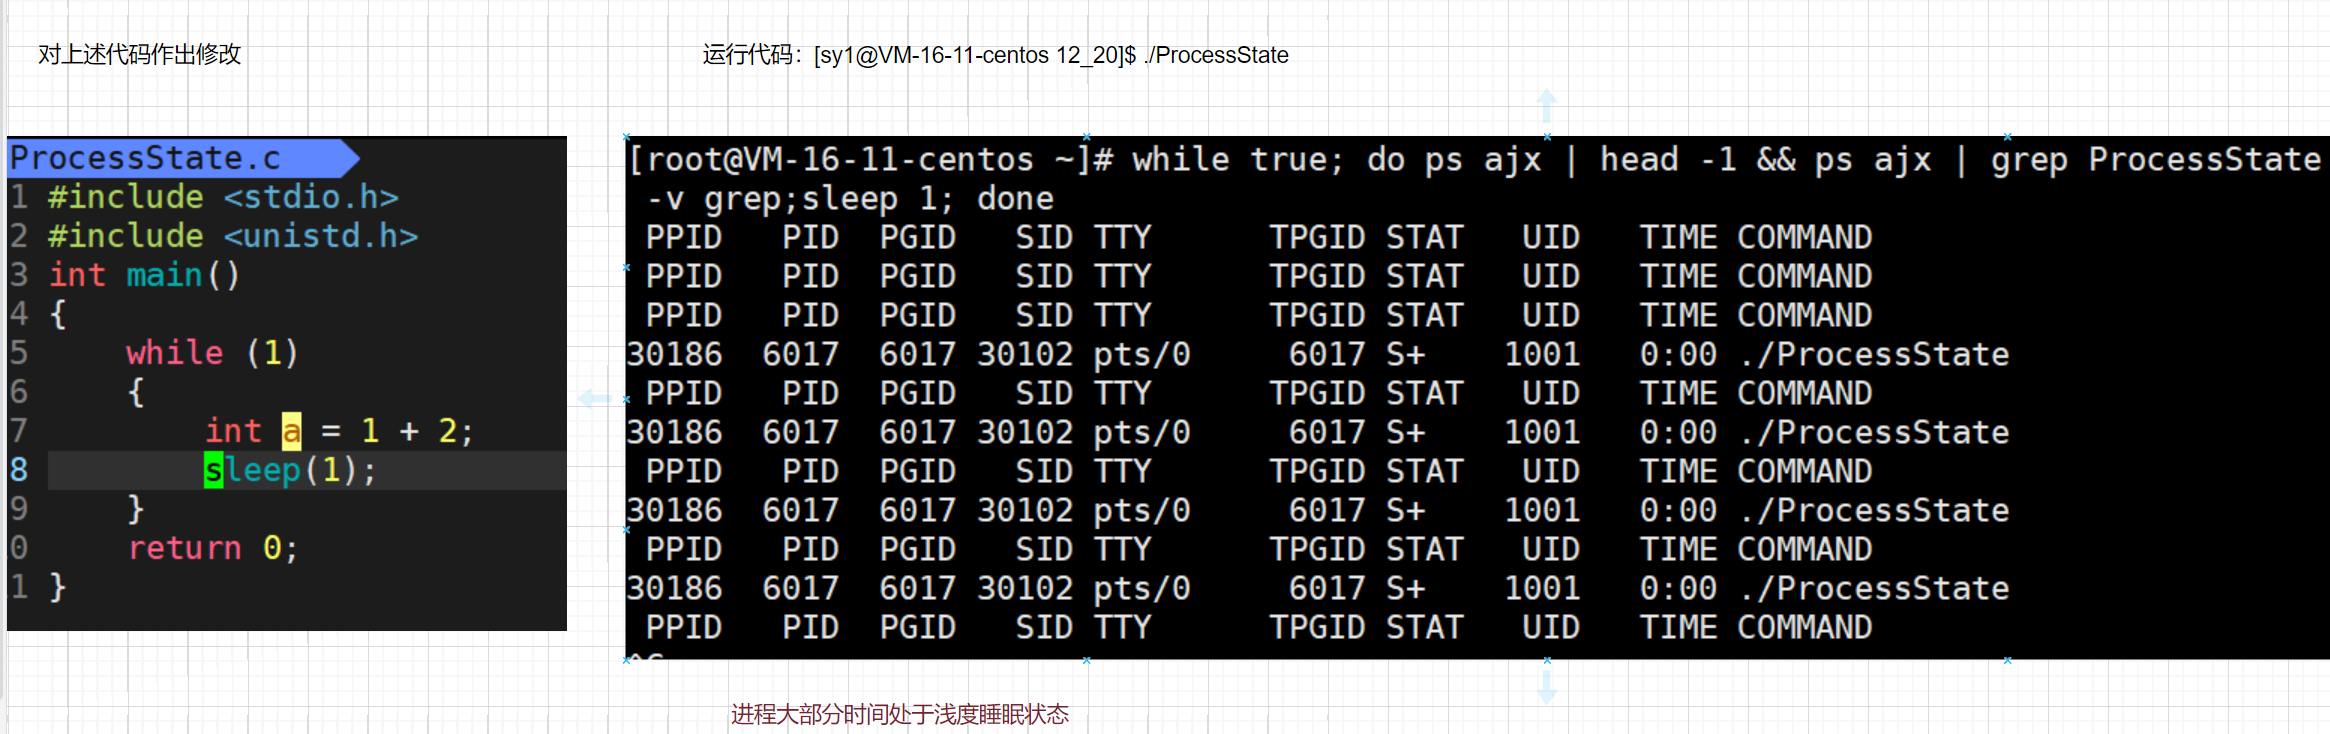 对上述代码作出修改
运行代码：[sy1@VM-16-11-centos 12_20]$ ./ProcessState
ProcessState.c
1 #include <stdio.h>
2 #include <unistd.h>
3 int main()
4 {
5     while (1)
6     {
7         int a = 1 + 2;
8         sleep(1);
9     }
0     return 0;
1 }
[root@VM-16-11-centos ~]# while true; do ps ajx | head -1 && ps ajx | grep ProcessState
 -v grep;sleep 1; done
 PPID   PID  PGID   SID TTY      TPGID STAT   UID   TIME COMMAND
 PPID   PID  PGID   SID TTY      TPGID STAT   UID   TIME COMMAND
 PPID   PID  PGID   SID TTY      TPGID STAT   UID   TIME COMMAND
30186  6017  6017 30102 pts/0     6017 S+    1001   0:00 ./ProcessState
 PPID   PID  PGID   SID TTY      TPGID STAT   UID   TIME COMMAND
30186  6017  6017 30102 pts/0     6017 S+    1001   0:00 ./ProcessState
 PPID   PID  PGID   SID TTY      TPGID STAT   UID   TIME COMMAND
30186  6017  6017 30102 pts/0     6017 S+    1001   0:00 ./ProcessState
 PPID   PID  PGID   SID TTY      TPGID STAT   UID   TIME COMMAND
30186  6017  6017 30102 pts/0     6017 S+    1001   0:00 ./ProcessState
 PPID   PID  PGID   SID TTY      TPGID STAT   UID   TIME COMMAND
进程大部分时间处于浅度睡眠状态